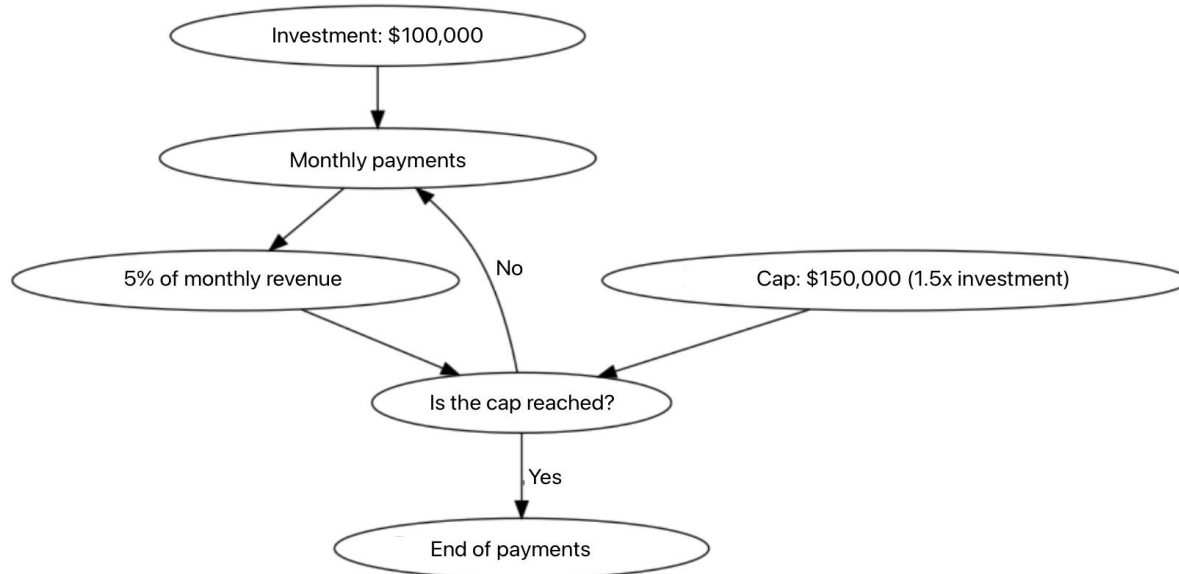 Investment: $100,000
Monthly payments
5% of monthly revenue
No
Cap: $150,000 (1.5x investment)
Is the cap reached?
Yes
End of payments